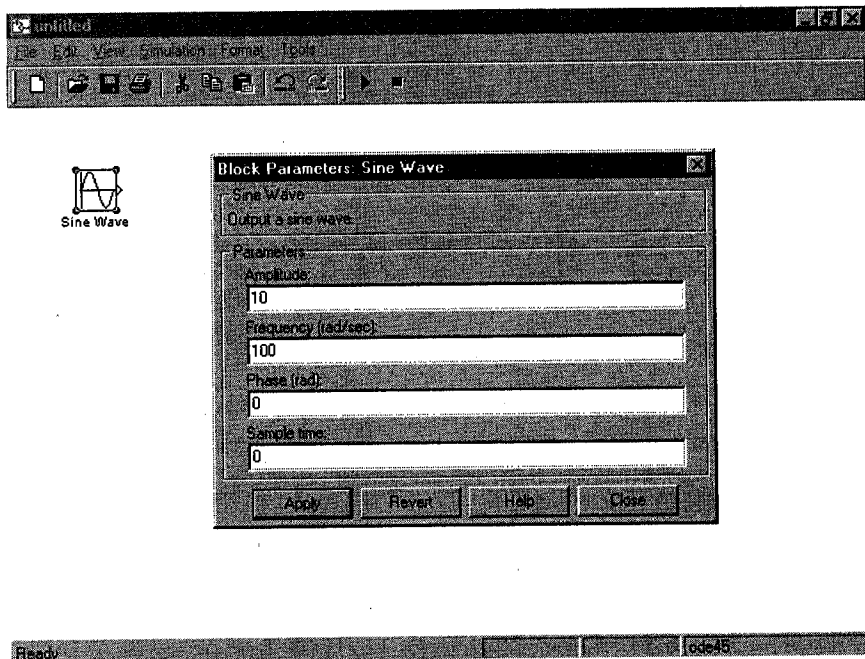 untitled
File Edit View Simulation Format Tools
Sine Wave
Block Parameters: Sine Wave
Sine Wave
Output a sine wave.
Parameters
Amplitude:
10
Frequency (rad/sec):
100
Phase (rad):
0
Sample time:
0
Apply Revert Help Close
Ready ode45